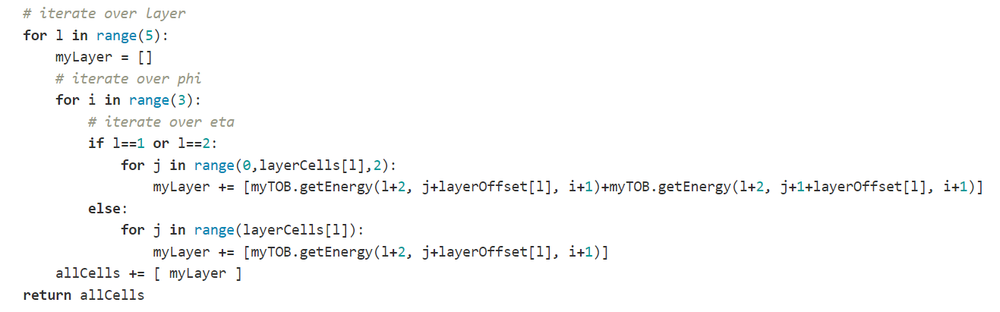 # iterate over layer
for l in range(5):
    myLayer = []
    # iterate over phi
    for i in range(3):
        # iterate over eta
        if l==1 or l==2:
            for j in range(0,layerCells[l],2):
                myLayer += [myTOB.getEnergy(l+2, j+layerOffset[l], i+1)+myTOB.getEnergy(l+2, j+1+layerOffset[l], i+1)]
        else:
            for j in range(layerCells[l]):
                myLayer += [myTOB.getEnergy(l+2, j+layerOffset[l], i+1)]
    allCells += [ myLayer ]
return allCells